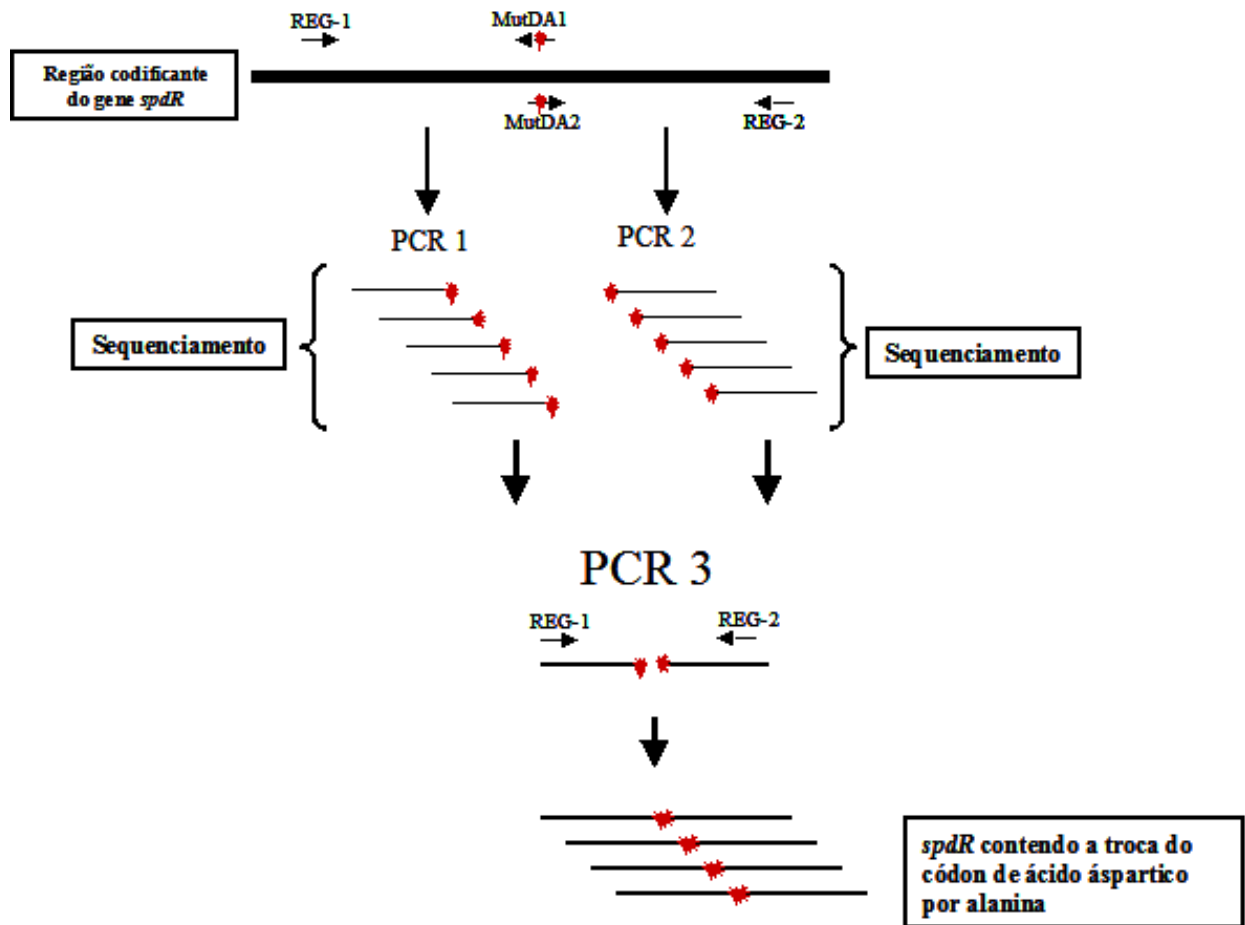 REG-1
MutDA1
Região codificante
do gene spdR
MutDA2
REG-2
PCR 1
PCR 2
Sequenciamento
Sequenciamento
PCR 3
REG-1
REG-2
spdR contendo a troca do
códon de ácido áspartico
por alanina